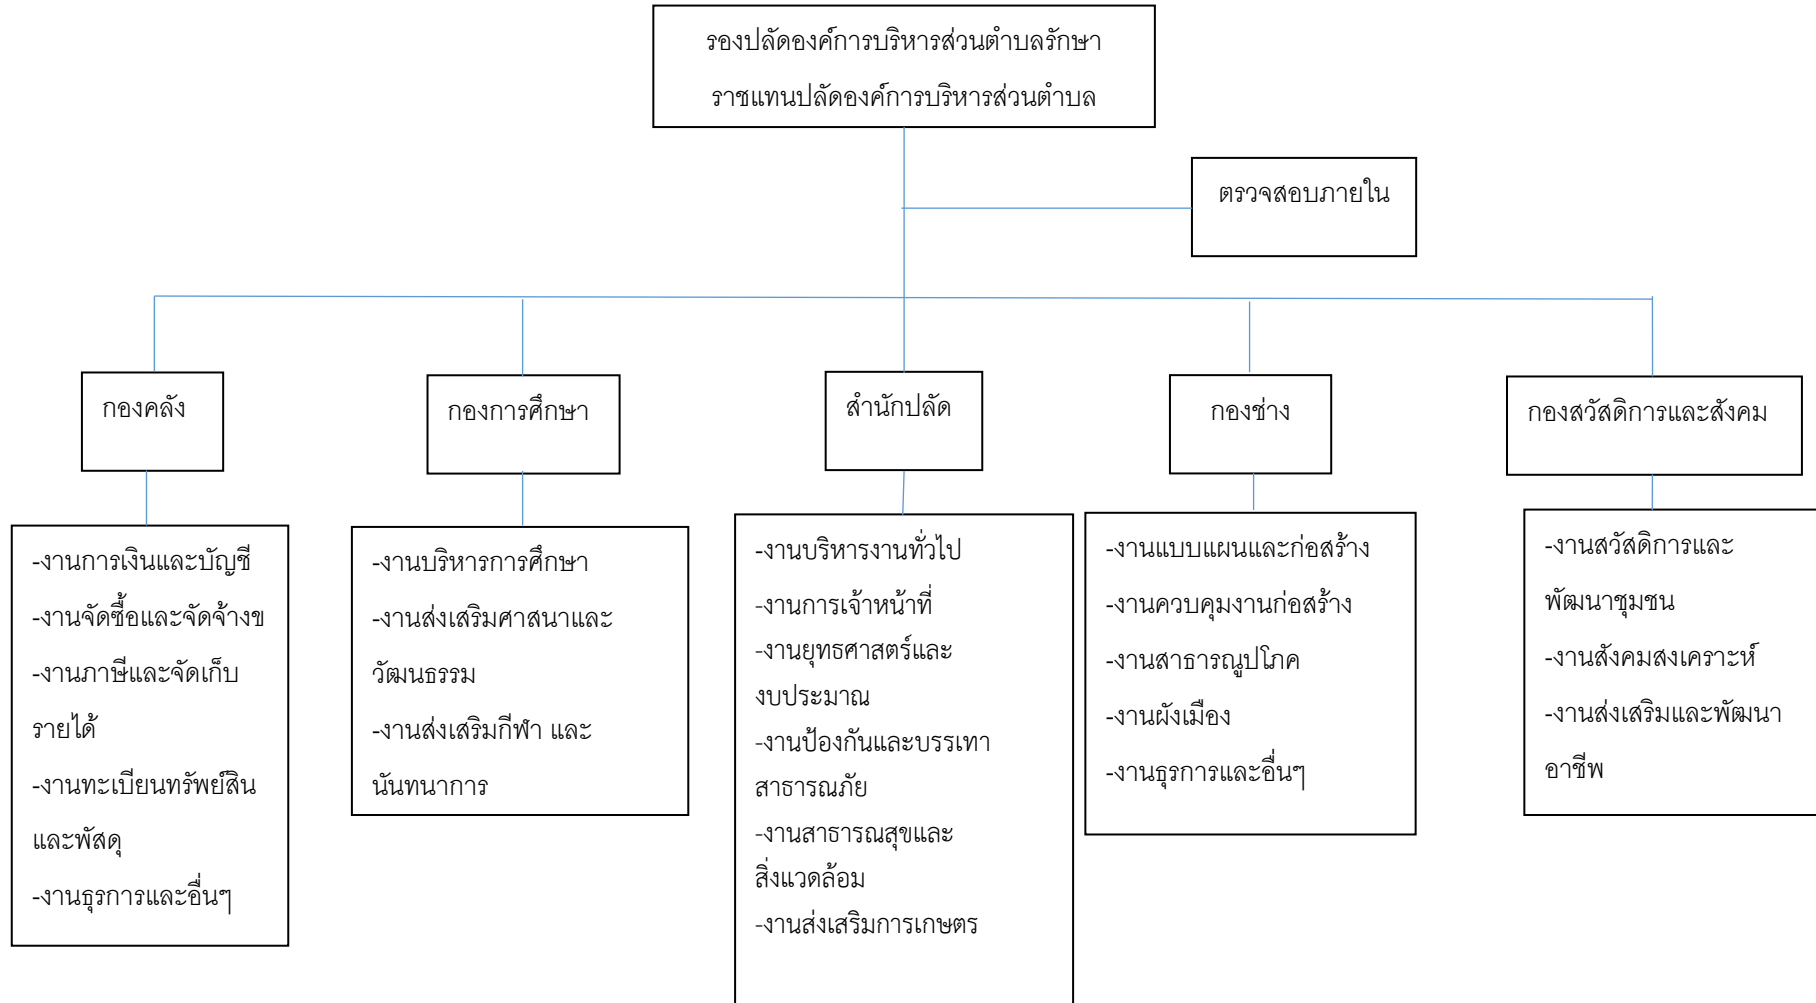 รองปลัดองค์การบริหารส่วนตำบลรักษา
ราชแทนปลัดองค์การบริหารส่วนตำบล
ตรวจสอบภายใน
กองคลัง
กองการศึกษา
สำนักปลัด
กองช่าง
กองสวัสดิการและสังคม
-งานการเงินและบัญชี
-งานจัดซื้อและจัดจ้างข
-งานภาษีและจัดเก็บ
รายได้
-งานทะเบียนทรัพย์สิน
และพัสดุ
-งานธุรการและอื่นๆ
-งานบริหารการศึกษา
-งานส่งเสริมศาสนาและ
วัฒนธรรม
-งานส่งเสริมกีฬา และ
นันทนาการ
-งานบริหารงานทั่วไป
-งานการเจ้าหน้าที่
-งานยุทธศาสตร์และ
งบประมาณ
-งานป้องกันและบรรเทา
สาธารณภัย
-งานสาธารณสุขและ
สิ่งแวดล้อม
-งานส่งเสริมการเกษตร
-งานแบบแผนและก่อสร้าง
-งานควบคุมงานก่อสร้าง
-งานสาธารณูปโภค
-งานผังเมือง
-งานธุรการและอื่นๆ
-งานสวัสดิการและ
พัฒนาชุมชน
-งานสังคมสงเคราะห์
-งานส่งเสริมและพัฒนา
อาชีพ